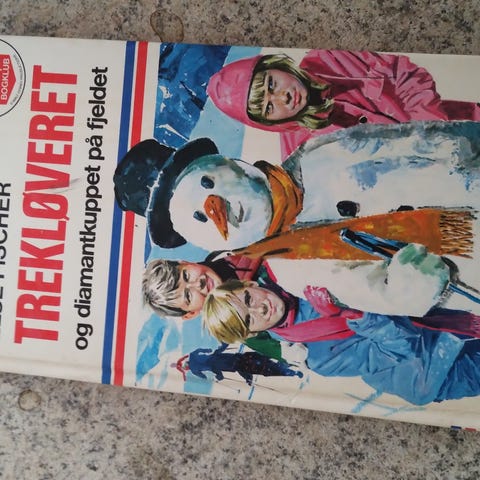 BOGKLUB
FISCHER
TREKLØVERET
og diamantkuppet på fjeldet